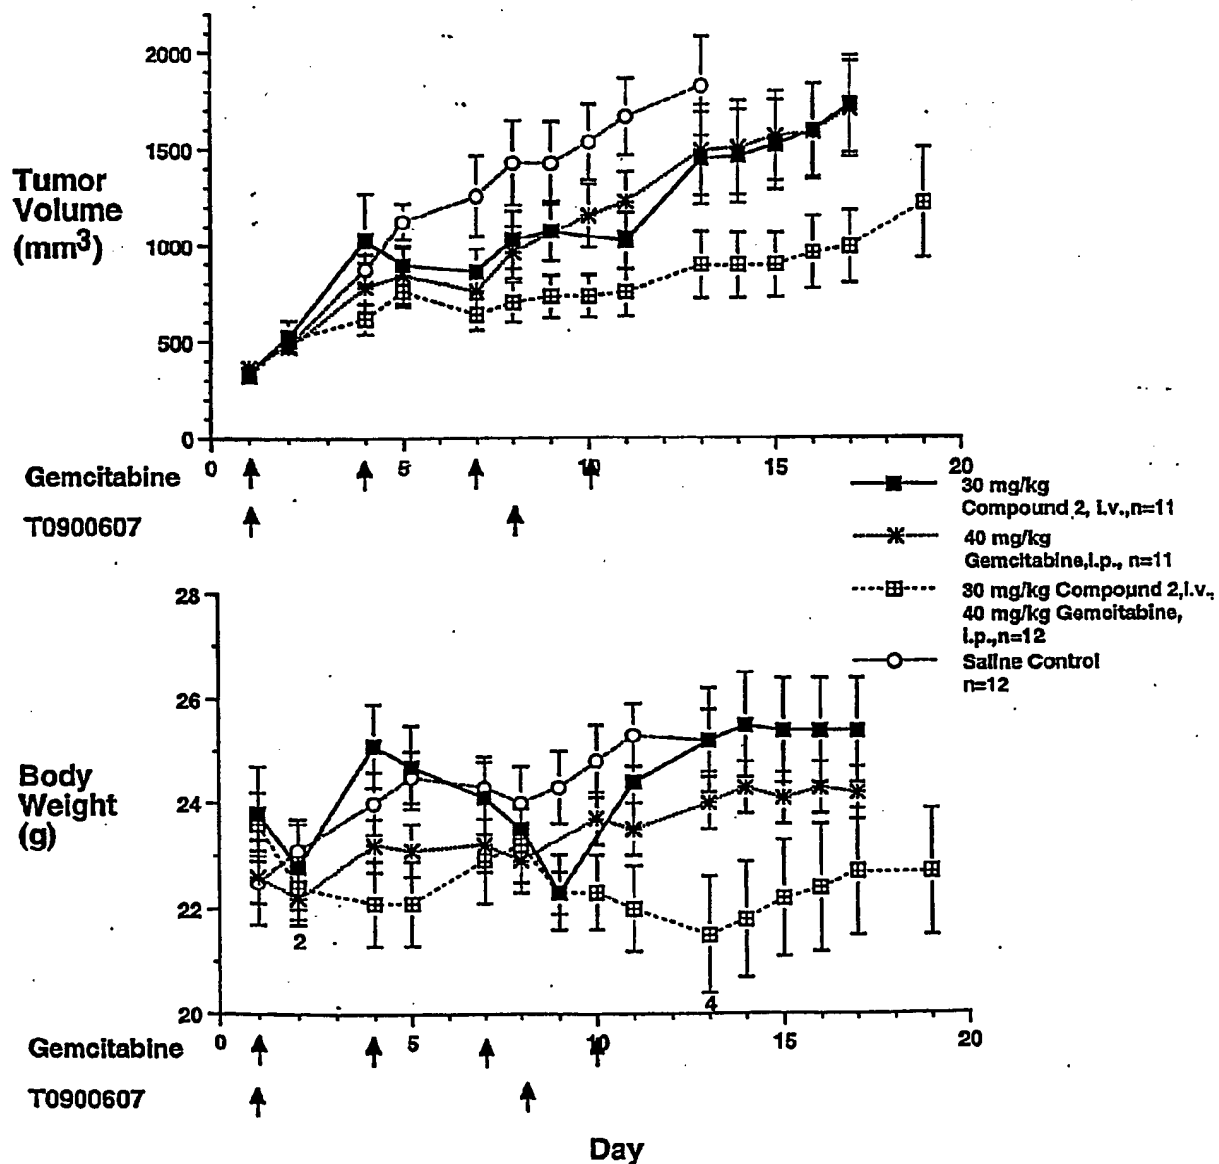 2000
1500
Tumor
Volume
(mm3)
1000
500
0
0 5 10 15 20
Gemcitabine
T0900607
30 mg/kg
Compound 2, i.v.,n=11
40 mg/kg
Gemcitabine,i.p., n=11
30 mg/kg Compound 2,i.v.,
40 mg/kg Gemcitabine,
i.p.,n=12
Saline Control
n=12
28
26
Body
Weight
(g)
24
22
2
20
4
0 5 10 15 20
Gemcitabine
T0900607
Day